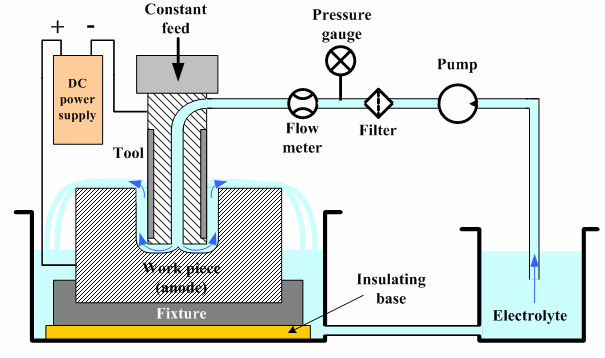 Constant
feed
Pressure
gauge
+ -
DC
power
supply
Pump
Tool
Flow
meter
Filter
Work piece
(anode)
Insulating
base
Fixture
Electrolyte